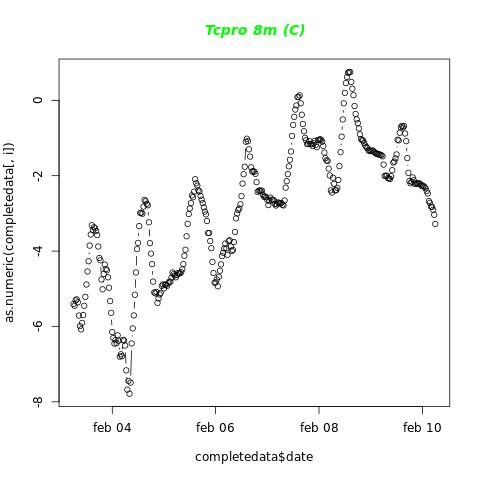 Tcpro 8m (C)
as.numeric(completedata[, i])
0
-2
-4
-6
-8
feb 04
feb 06
feb 08
feb 10
completedata$date